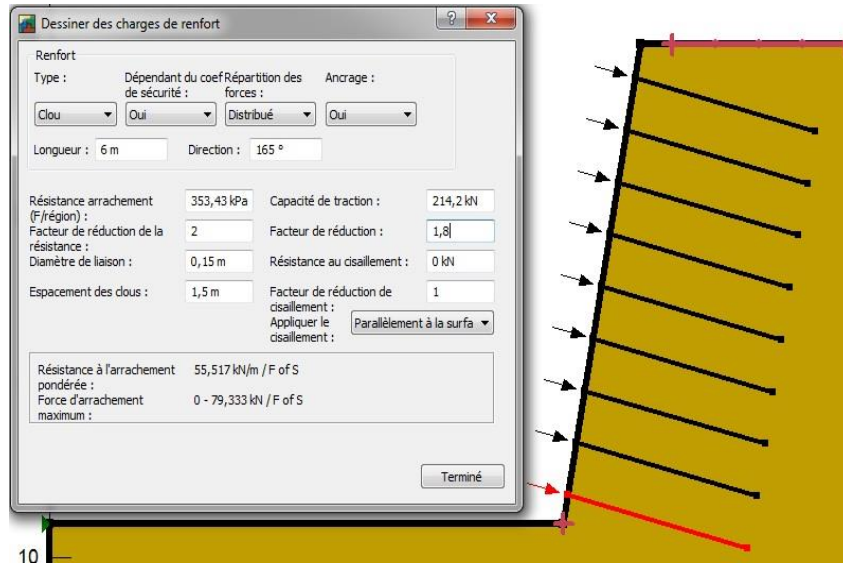 Dessiner des charges de renfort
Renfort
Type : Dépendant du coef Répartition des Ancrage :
de sécurité : forces :
Clou Oui Distribué Oui
Longueur : 6 m Direction : 165 °
Résistance arrachement 353,43 kPa Capacité de traction : 214,2 kN
(F/région) :
Facteur de réduction de la 2 Facteur de réduction : 1,8
résistance :
Diamètre de liaison : 0,15 m Résistance au cisaillement : 0 kN
Espacement des clous : 1,5 m Facteur de réduction de 1
cisaillement :
Appliquer le Parallèlement à la surfa
cisaillement :
Résistance à l'arrachement 55,517 kN/m / F of S
pondérée :
Force d'arrachement 0 - 79,333 kN / F of S
maximum :
Terminé
10